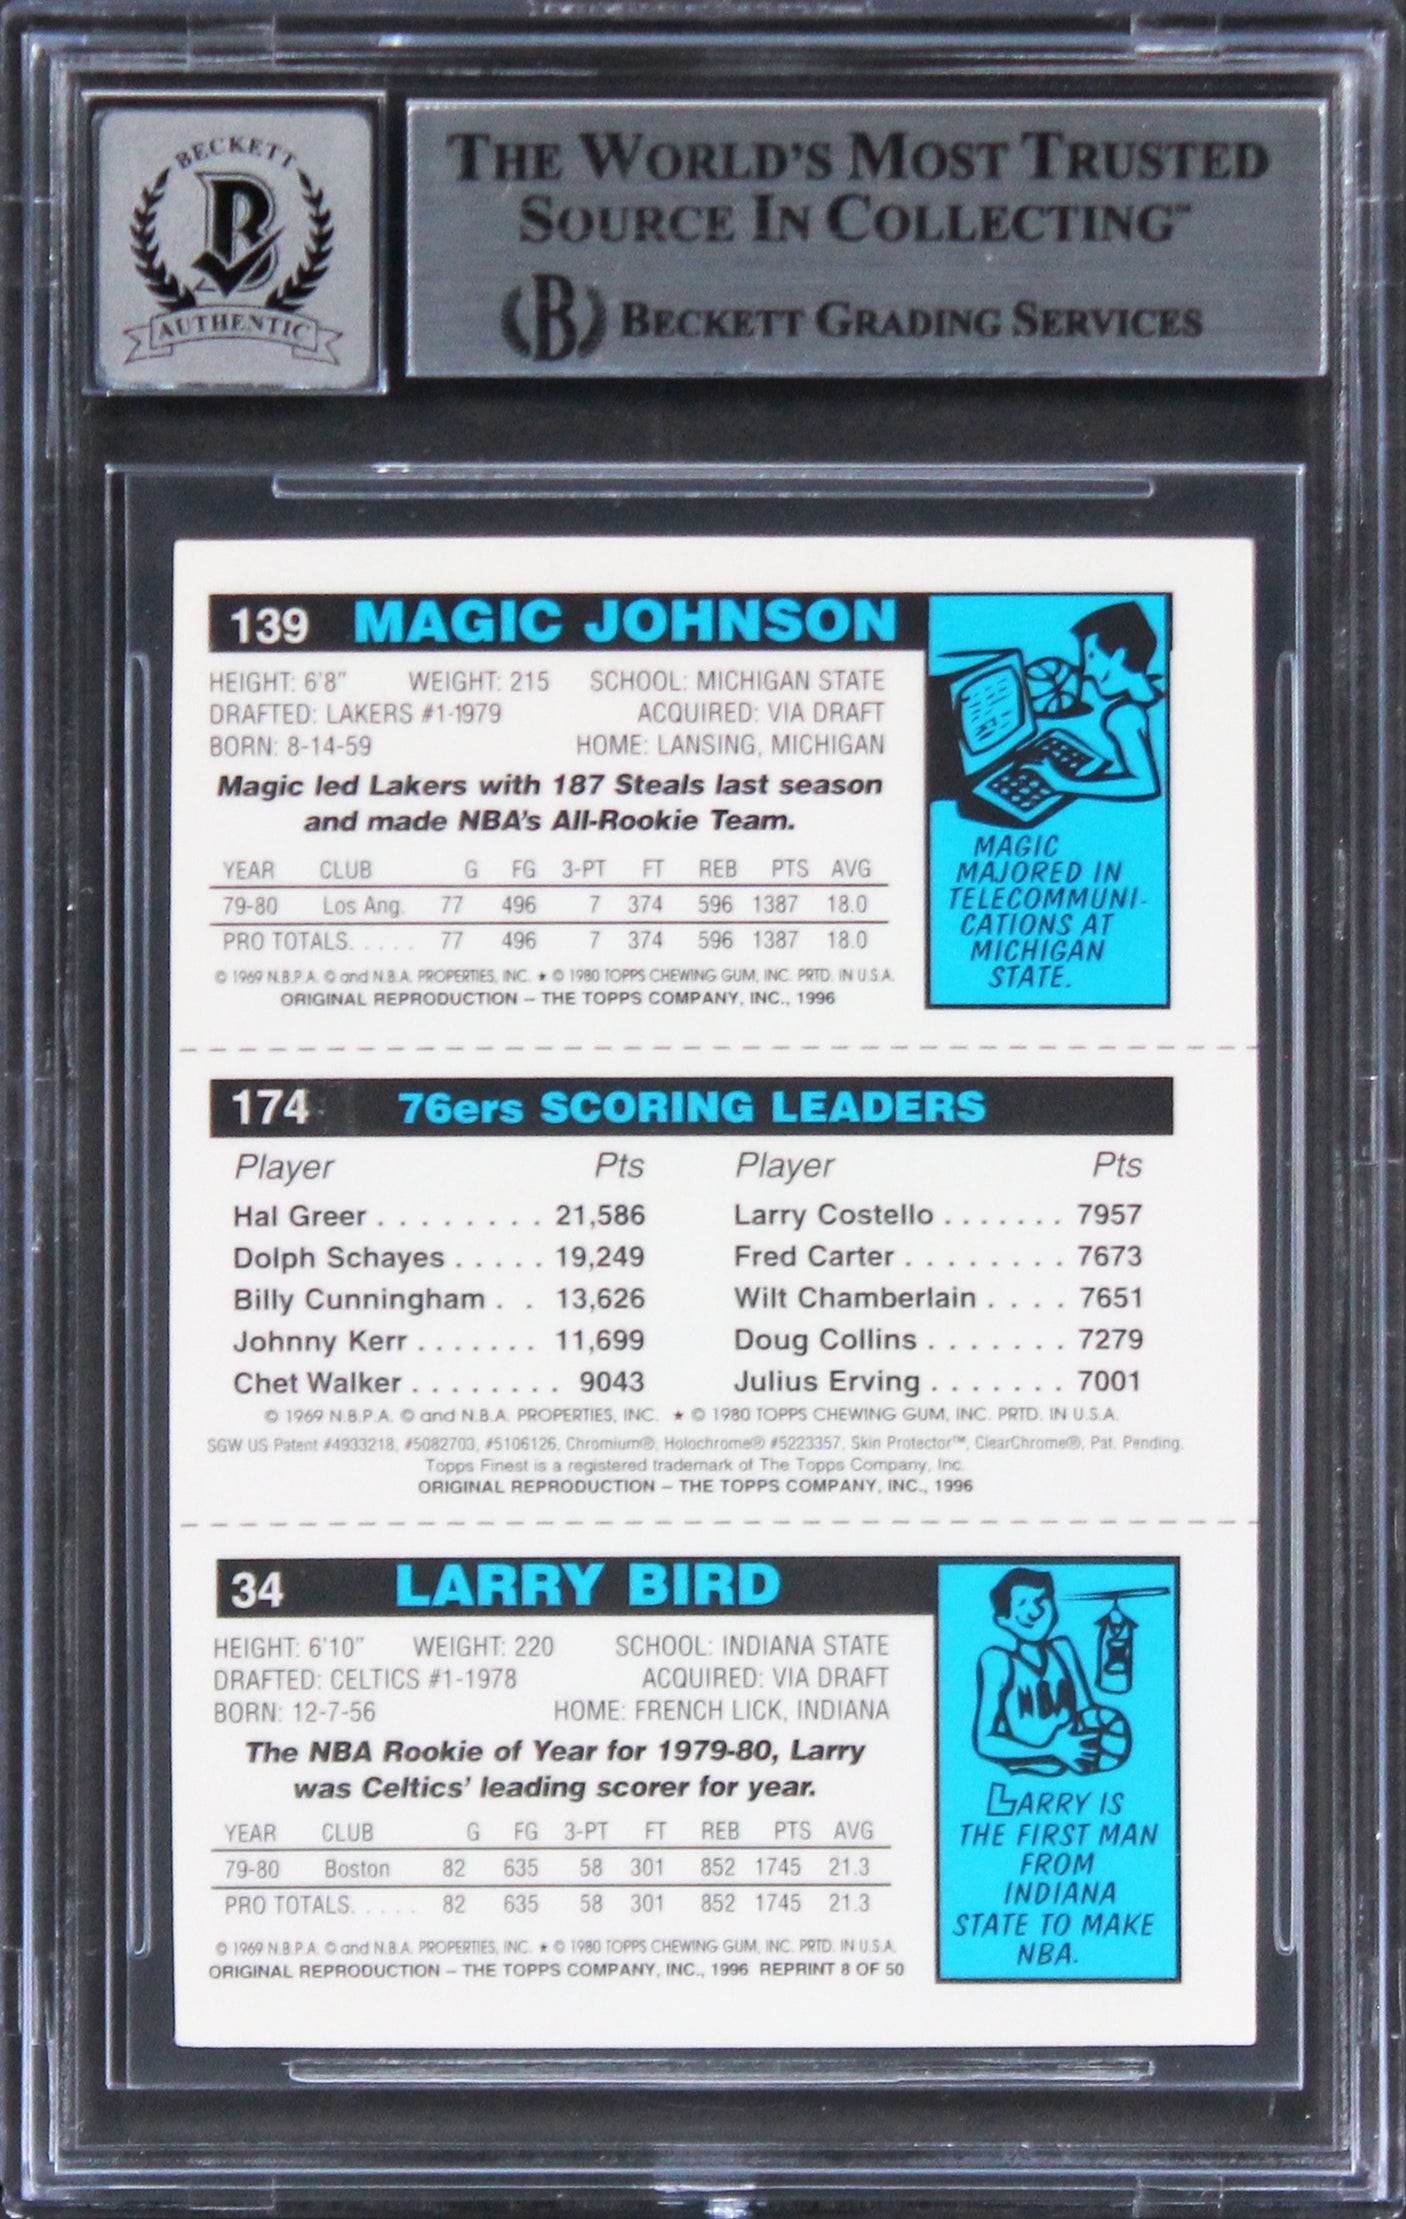 BECKETT
B
AUTHENTIC
THE WORLD'S MOST TRUSTED
SOURCE IN COLLECTING™
B BECKETT GRADING SERVICES
139 MAGIC JOHNSON
HEIGHT: 6'8" WEIGHT: 215 SCHOOL: MICHIGAN STATE
DRAFTED: LAKERS #1-1979 ACQUIRED: VIA DRAFT
BORN: 8-14-59 HOME: LANSING, MICHIGAN
Magic led Lakers with 187 Steals last season
and made NBA's All-Rookie Team.
YEAR CLUB G FG 3-PT FT REB PTS AVG
79-80 Los Ang. 77 496 7 374 596 1387 18.0
PRO TOTALS. . . . . 77 496 7 374 596 1387 18.0
© 1969 N.B.P.A. © and N.B.A. PROPERTIES, INC. ★ © 1980 TOPPS CHEWING GUM, INC. PRTD. IN U.S.A.
ORIGINAL REPRODUCTION – THE TOPPS COMPANY, INC., 1996
MAGIC
MAJORED IN
TELECOMMUNI-
CATIONS AT
MICHIGAN
STATE.
174 76ers SCORING LEADERS
Player Pts Player Pts
Hal Greer . . . . . . . . . 21,586 Larry Costello . . . . . . . 7957
Dolph Schayes . . . . . 19,249 Fred Carter . . . . . . . . . 7673
Billy Cunningham . . 13,626 Wilt Chamberlain . . . . 7651
Johnny Kerr . . . . . . . 11,699 Doug Collins . . . . . . . 7279
Chet Walker . . . . . . . . 9043 Julius Erving . . . . . . . 7001
© 1969 N.B.P.A. © and N.B.A. PROPERTIES, INC. ★ © 1980 TOPPS CHEWING GUM, INC. PRTD. IN U.S.A.
SGW US Patent #4933218, #5082703, #5106126, Chromium®, Holochrome® #5223357, Skin Protector™, ClearChrome®, Pat. Pending.
Topps Finest is a registered trademark of The Topps Company, Inc.
ORIGINAL REPRODUCTION – THE TOPPS COMPANY, INC., 1996
34 LARRY BIRD
HEIGHT: 6'10" WEIGHT: 220 SCHOOL: INDIANA STATE
DRAFTED: CELTICS #1-1978 ACQUIRED: VIA DRAFT
BORN: 12-7-56 HOME: FRENCH LICK, INDIANA
The NBA Rookie of Year for 1979-80, Larry
was Celtics' leading scorer for year.
YEAR CLUB G FG 3-PT FT REB PTS AVG
79-80 Boston 82 635 58 301 852 1745 21.3
PRO TOTALS. . . . . 82 635 58 301 852 1745 21.3
© 1969 N.B.P.A. © and N.B.A. PROPERTIES, INC. ★ © 1980 TOPPS CHEWING GUM, INC. PRTD. IN U.S.A.
ORIGINAL REPRODUCTION – THE TOPPS COMPANY, INC., 1996 REPRINT 8 OF 50
NBA
LARRY IS
THE FIRST MAN
FROM
INDIANA
STATE TO MAKE
NBA.